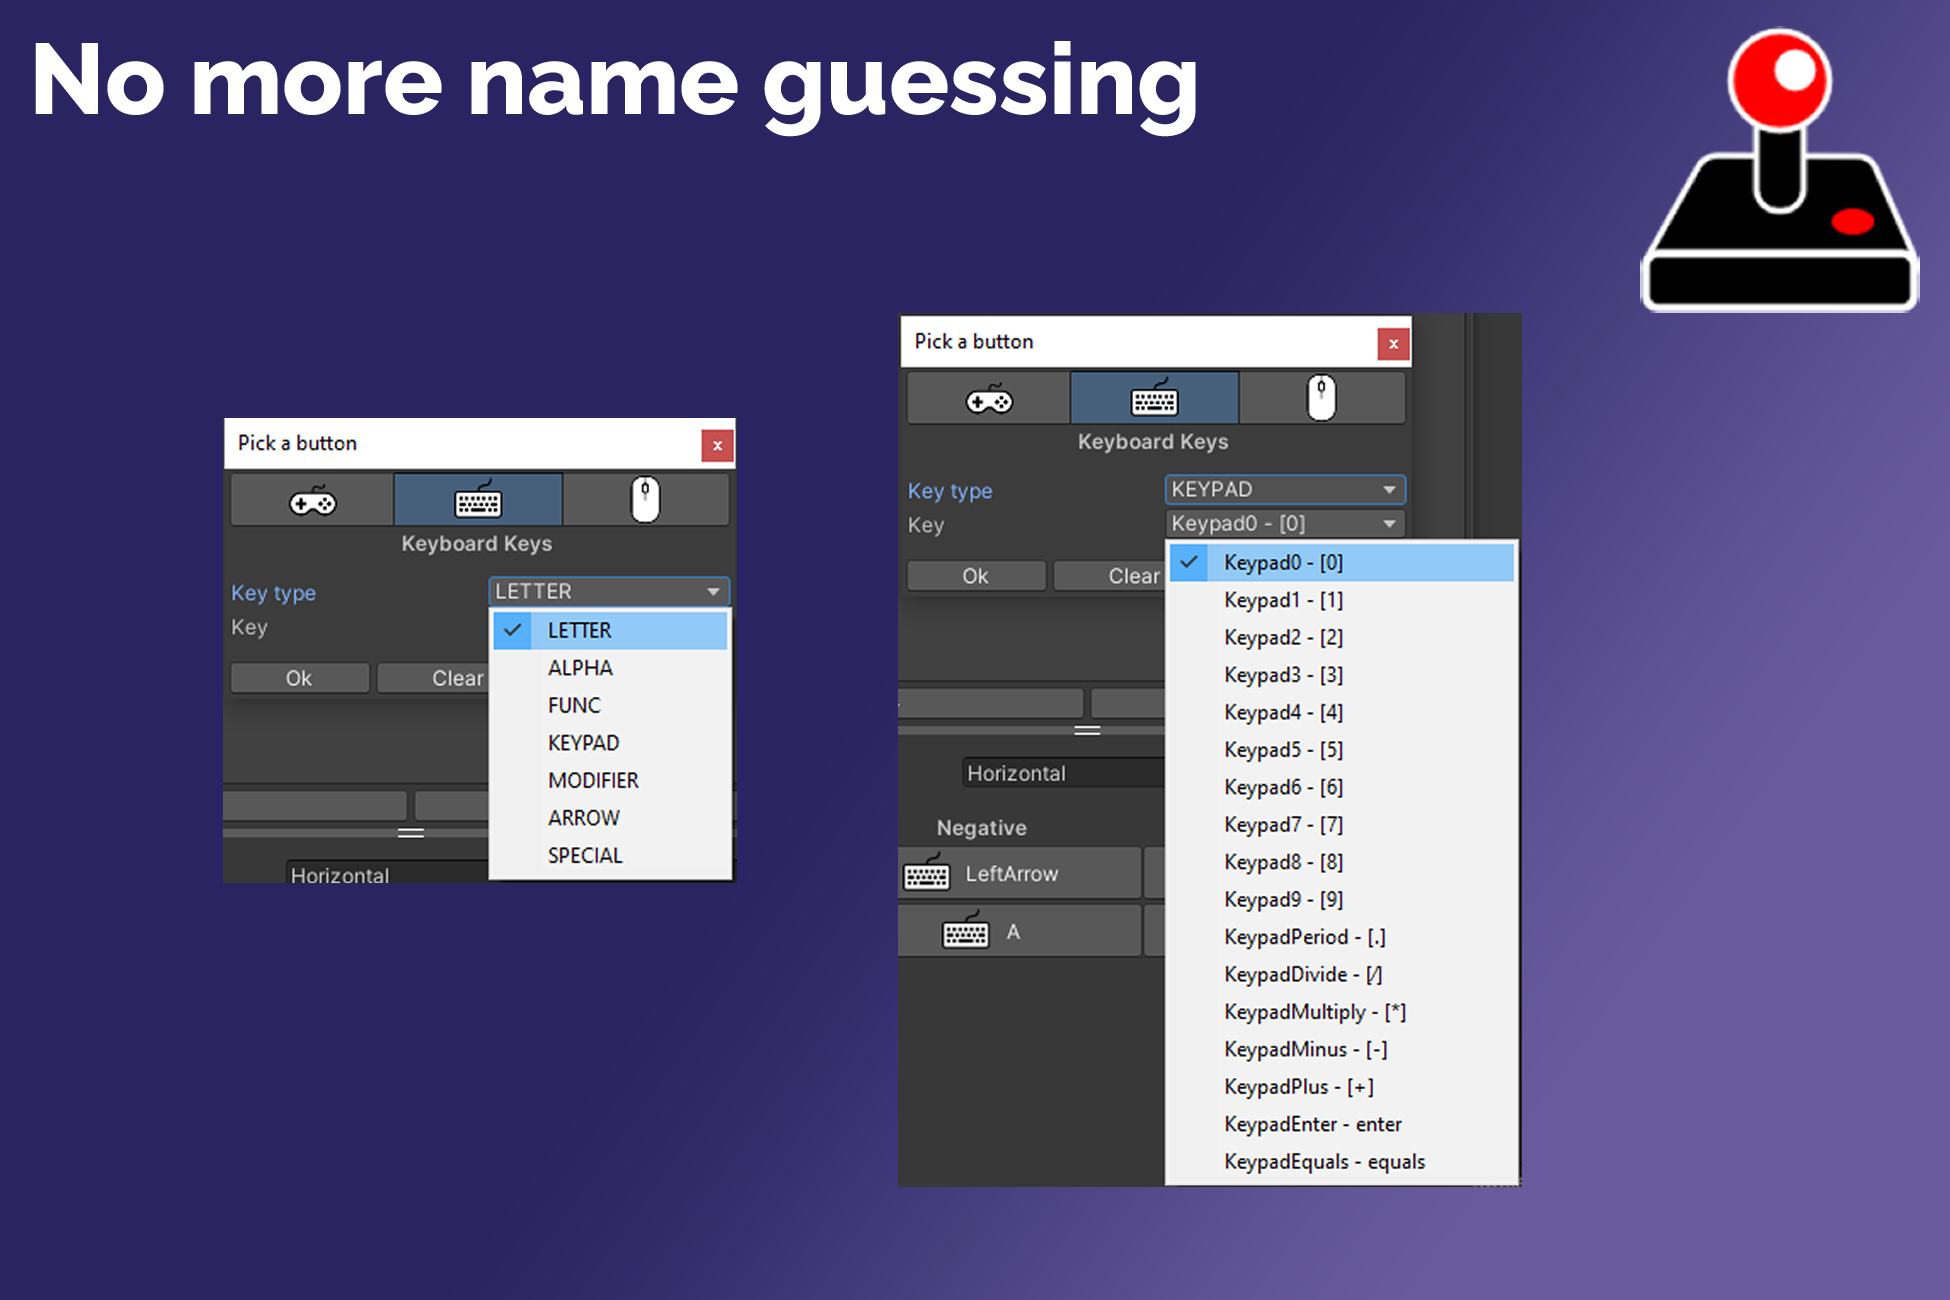 No more name guessing
Pick a button
x
Keyboard Keys
Key type
LETTER
Key
LETTER
ALPHA
FUNC
KEYPAD
MODIFIER
ARROW
SPECIAL
Ok
Clear
Horizontal
Pick a button
x
Keyboard Keys
Key type
KEYPAD
Key
Keypad0 - [0]
Ok
Clear
Keypad0 - [0]
Keypad1 - [1]
Keypad2 - [2]
Keypad3 - [3]
Keypad4 - [4]
Keypad5 - [5]
Keypad6 - [6]
Keypad7 - [7]
Keypad8 - [8]
Keypad9 - [9]
KeypadPeriod - [.]
KeypadDivide - [/]
KeypadMultiply - [*]
KeypadMinus - [-]
KeypadPlus - [+]
KeypadEnter - enter
KeypadEquals - equals
Horizontal
Negative
LeftArrow
A